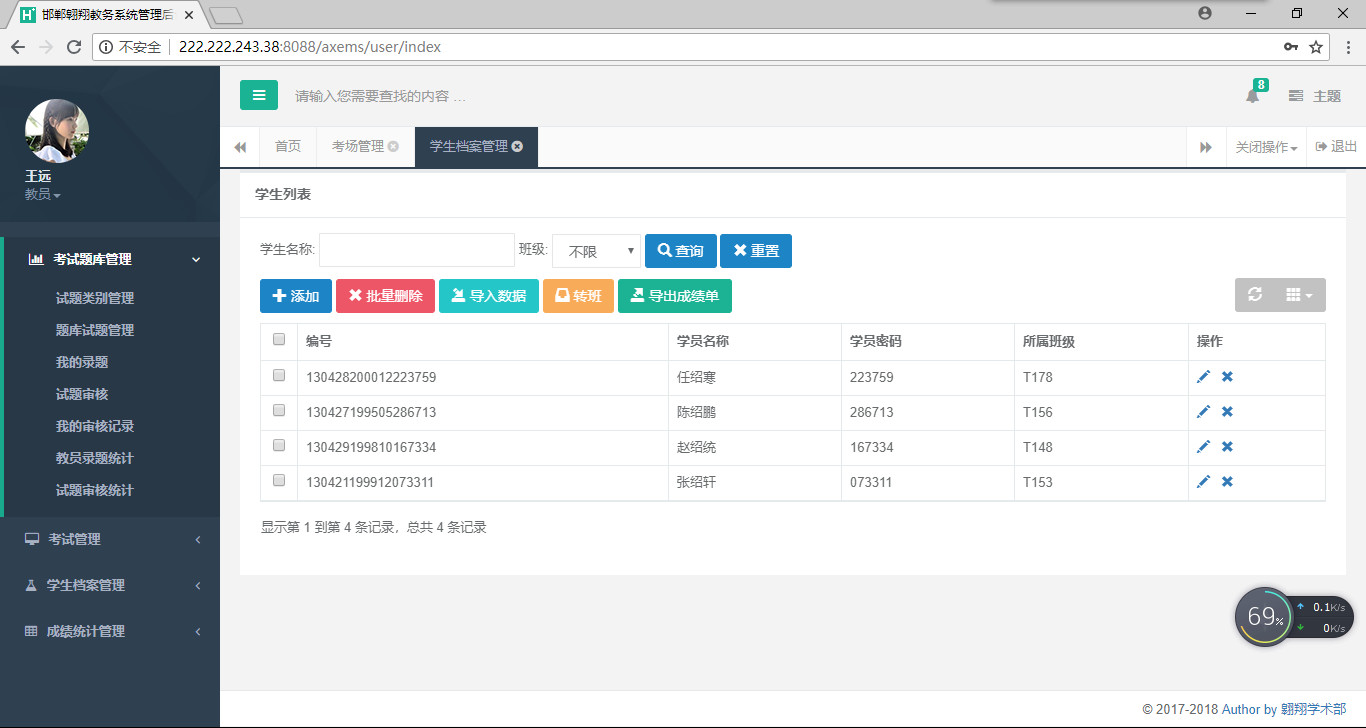 邯郸翱翔教务系统管理后
不安全 222.222.243.38:8088/axems/user/index
请输入您需要查找的内容 …
8
主题
首页
考场管理
学生档案管理
关闭操作
退出
王远
教员
考试题库管理
试题类别管理
题库试题管理
我的录题
试题审核
我的审核记录
教员录题统计
试题审核统计
考试管理
学生档案管理
成绩统计管理
学生列表
学生名称: 班级: 不限 查询 重置
添加 批量删除 导入数据 转班 导出成绩单
编号 学员名称 学员密码 所属班级 操作
130428200012223759 任绍寒 223759 T178
130427199505286713 陈绍鹏 286713 T156
130429199810167334 赵绍统 167334 T148
130421199912073311 张绍轩 073311 T153
显示第 1 到第 4 条记录，总共 4 条记录
69%
0.1K/s
0K/s
© 2017-2018 Author by 翱翔学术部